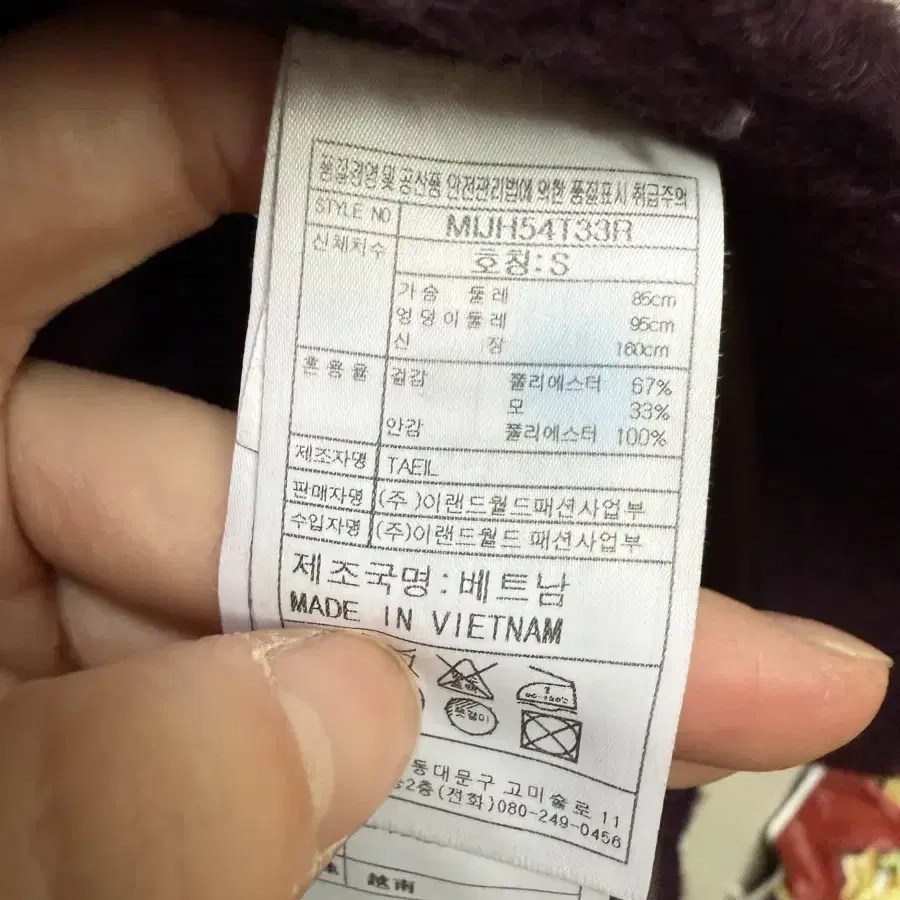 품질경영 및 공산품 안전관리법에 의한 품질표시 취급주의
STYLE NO MIJH54T33R
신체치수 호칭:S
가슴 둘레 85cm
엉덩이둘레 95cm
신장 160cm
혼용율 겉감 폴리에스터 67%
모 33%
안감 폴리에스터 100%
제조자명 TAEIL
판매자명 (주)이랜드월드패션사업부
수입자명 (주)이랜드월드 패션사업부
제조국명:베트남
MADE IN VIETNAM
옷걸이
동대문구 고미술로 11
2층(전화)080-249-0456
越南